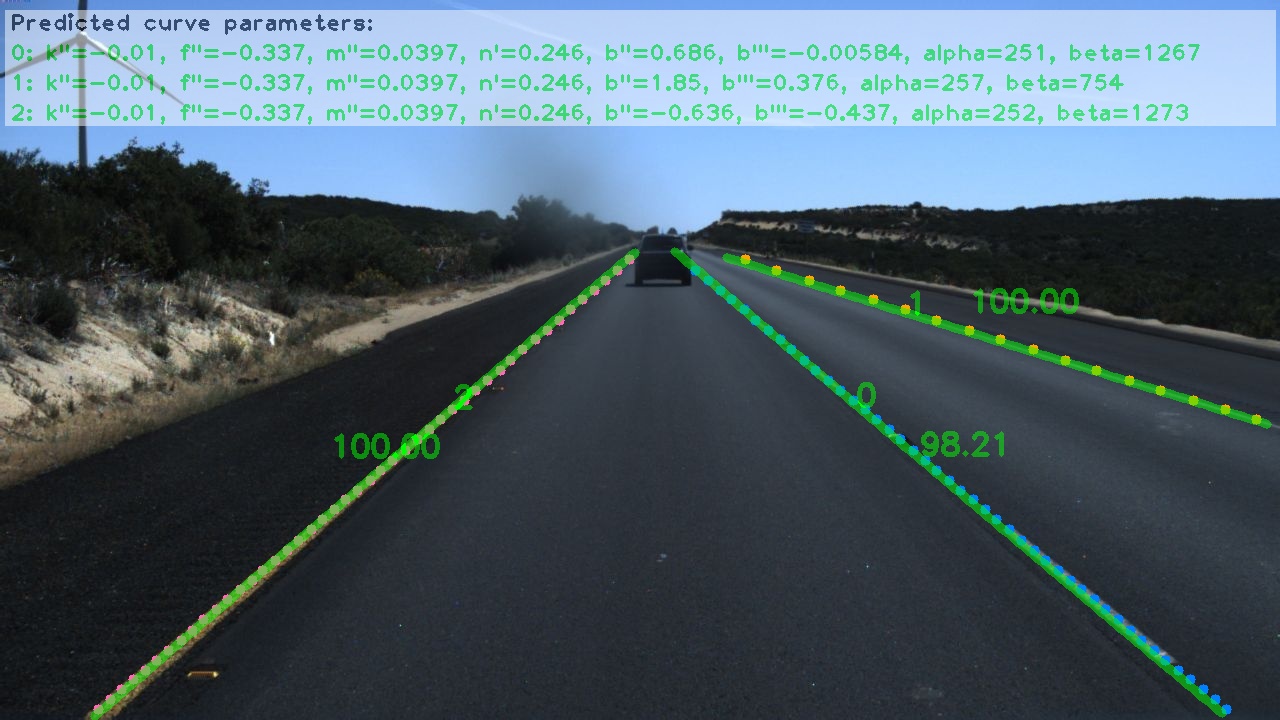 Predicted curve parameters:
0: k''=-0.01, f''=-0.337, m''=0.0397, n'=0.246, b''=0.686, b'''=-0.00584, alpha=251, beta=1267
1: k''=-0.01, f''=-0.337, m''=0.0397, n'=0.246, b''=1.85, b'''=0.376, alpha=257, beta=754
2: k''=-0.01, f''=-0.337, m''=0.0397, n'=0.246, b''=-0.636, b'''=-0.437, alpha=252, beta=1273
1 100.00
2 0
100.00 98.21